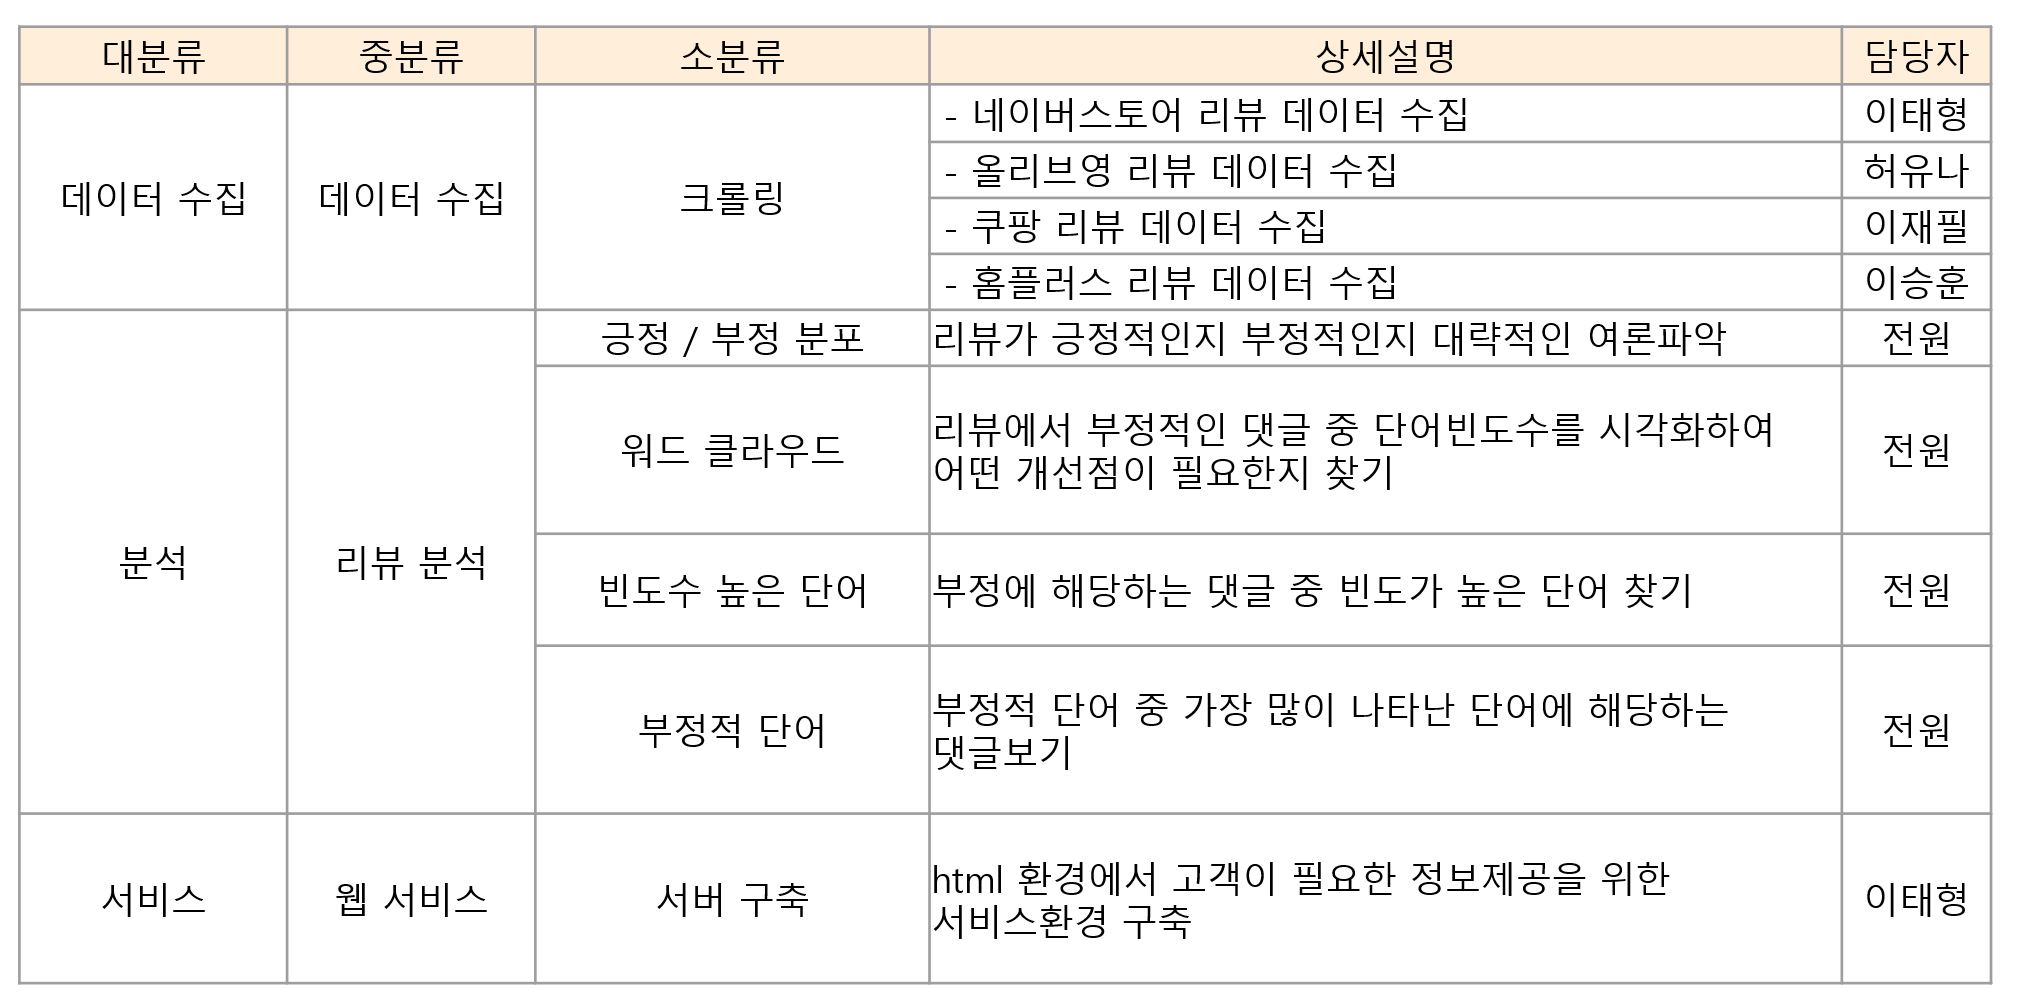 대분류 중분류 소분류 상세설명 담당자
데이터 수집 데이터 수집 크롤링
- 네이버스토어 리뷰 데이터 수집 이태형
- 올리브영 리뷰 데이터 수집 허유나
- 쿠팡 리뷰 데이터 수집 이재필
- 홈플러스 리뷰 데이터 수집 이승훈
분석 리뷰 분석
긍정 / 부정 분포 리뷰가 긍정적인지 부정적인지 대략적인 여론파악 전원
워드 클라우드 리뷰에서 부정적인 댓글 중 단어빈도수를 시각화하여
어떤 개선점이 필요한지 찾기 전원
빈도수 높은 단어 부정에 해당하는 댓글 중 빈도가 높은 단어 찾기 전원
부정적 단어 부정적 단어 중 가장 많이 나타난 단어에 해당하는
댓글보기 전원
서비스 웹 서비스 서버 구축 html 환경에서 고객이 필요한 정보제공을 위한
서비스환경 구축 이태형